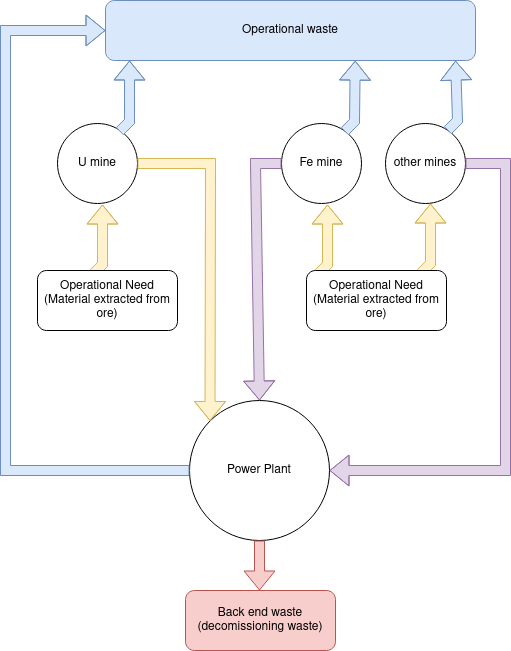 Operational waste
U mine
Fe mine
other mines
Operational Need
(Material extracted from
ore)
Operational Need
(Material extracted from
ore)
Power Plant
Back end waste
(decomissioning waste)